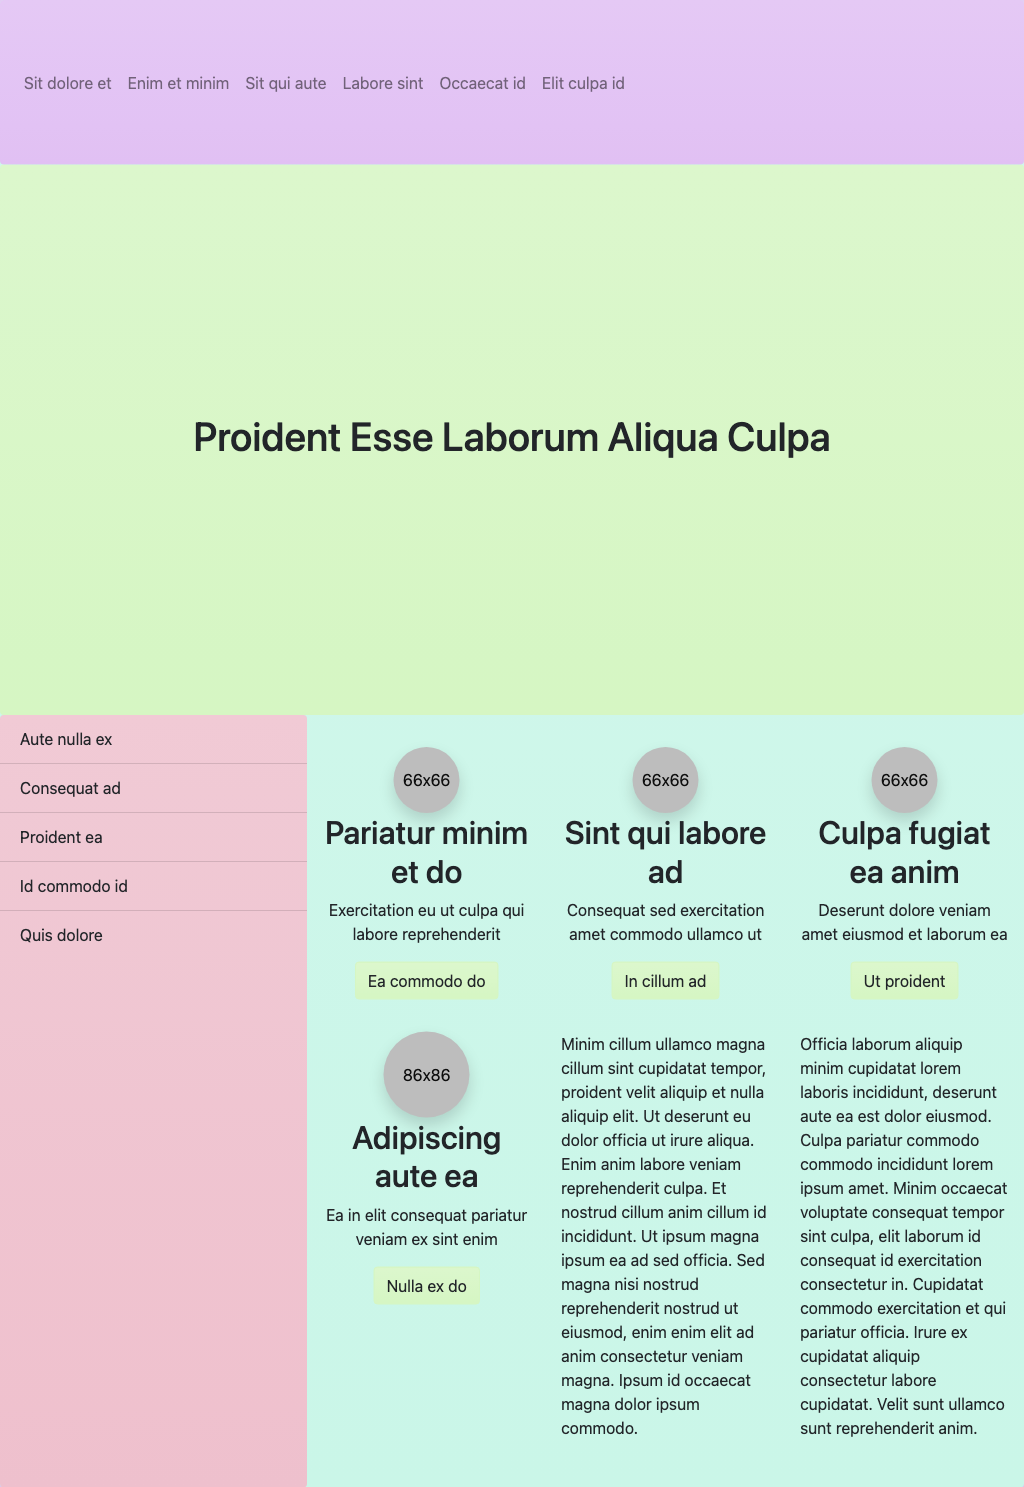 Sit dolore et Enim et minim Sit qui aute Labore sint Occaecat id Elit culpa id
Proident Esse Laborum Aliqua Culpa
Aute nulla ex
Consequat ad
Proident ea
Id commodo id
Quis dolore
66x66
Pariatur minim
et do
Exercitation eu ut culpa qui
labore reprehenderit
Ea commodo do
66x66
Sint qui labore
ad
Consequat sed exercitation
amet commodo ullamco ut
In cillum ad
66x66
Culpa fugiat
ea anim
Deserunt dolore veniam
amet eiusmod et laborum ea
Ut proident
86x86
Adipiscing
aute ea
Ea in elit consequat pariatur
veniam ex sint enim
Nulla ex do
Minim cillum ullamco magna
cillum sint cupidatat tempor,
proident velit aliquip et nulla
aliquip elit. Ut deserunt eu
dolor officia ut irure aliqua.
Enim anim labore veniam
reprehenderit culpa. Et
nostrud cillum anim cillum id
incididunt. Ut ipsum magna
ipsum ea ad sed officia. Sed
magna nisi nostrud
reprehenderit nostrud ut
eiusmod, enim enim elit ad
anim consectetur veniam
magna. Ipsum id occaecat
magna dolor ipsum
commodo.
Officia laborum aliquip
minim cupidatat lorem
laboris incididunt, deserunt
aute ea est dolor eiusmod.
Culpa pariatur commodo
commodo incididunt lorem
ipsum amet. Minim occaecat
voluptate consequat tempor
sint culpa, elit laborum id
consequat id exercitation
consectetur in. Cupidatat
commodo exercitation et qui
pariatur officia. Irure ex
cupidatat aliquip
consectetur labore
cupidatat. Velit sunt ullamco
sunt reprehenderit anim.